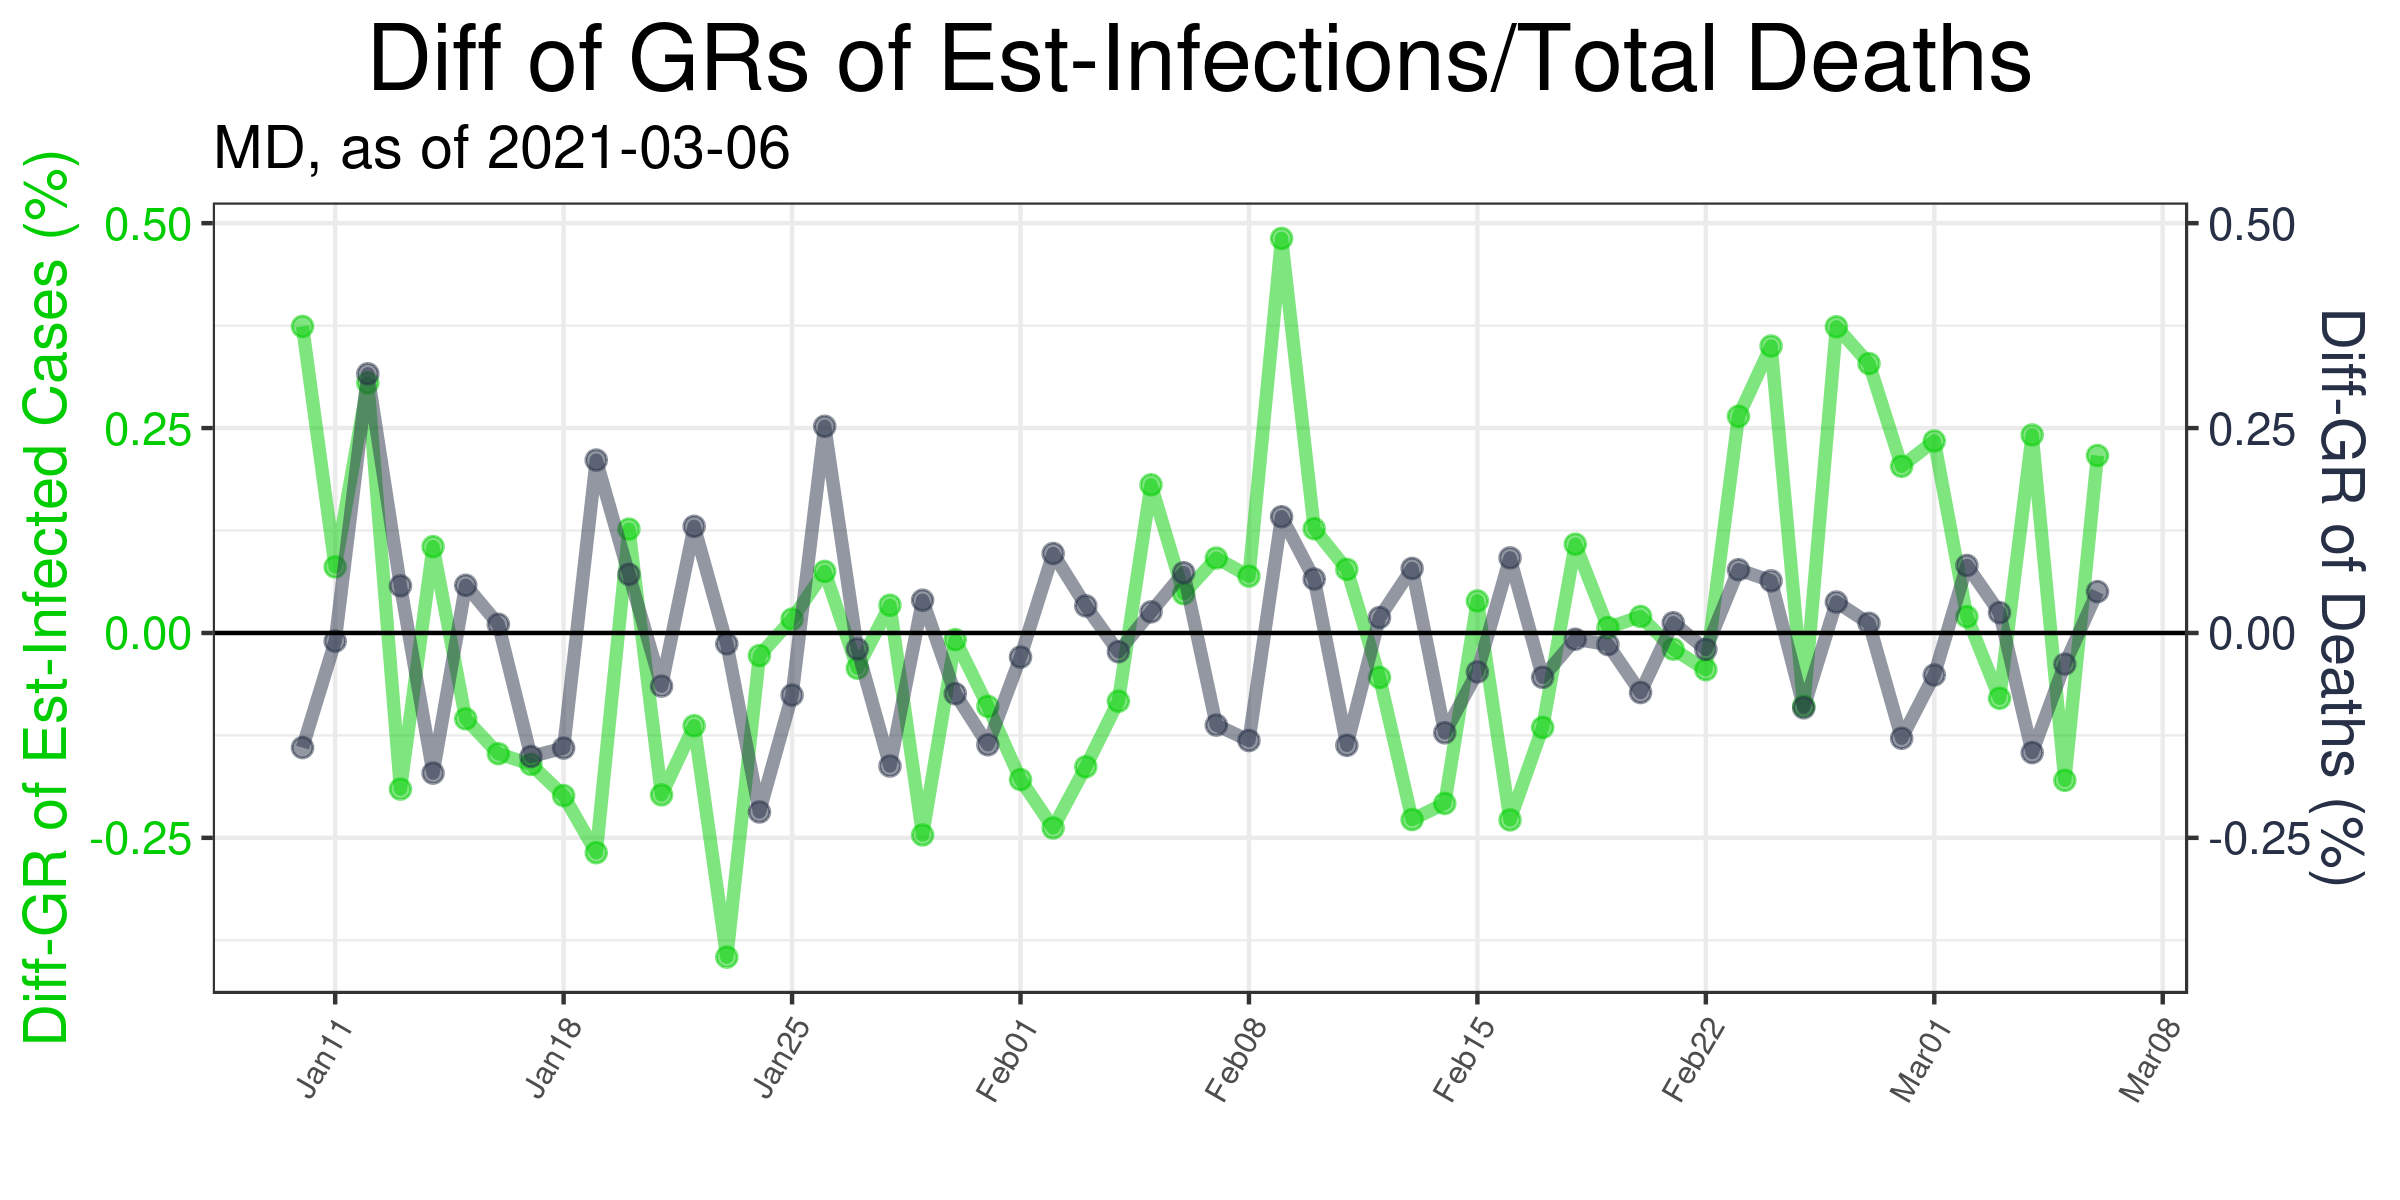 Diff of GRs of Est-Infections/Total Deaths
MD, as of 2021-03-06
Diff-GR of Est-Infected Cases (%)
0.50
0.25
0.00
-0.25
0.50
0.25
0.00
-0.25
Diff-GR of Deaths (%)
Jan11
Jan18
Jan25
Feb01
Feb08
Feb15
Feb22
Mar01
Mar08